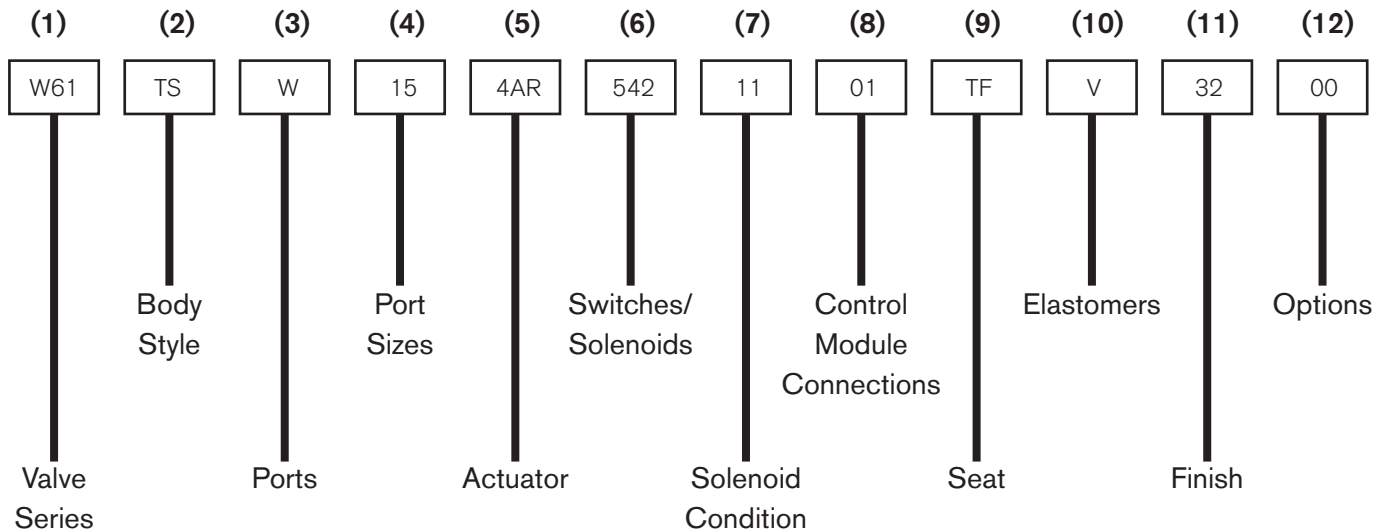 (1) (2) (3) (4) (5) (6) (7) (8) (9) (10) (11) (12)
W61 TS W 15 4AR 542 11 01 TF V 32 00
Body Port Switches/ Control Elastomers Options
Style Sizes Solenoids Module
Connections
Valve Ports Actuator Solenoid Seat Finish
Series Condition